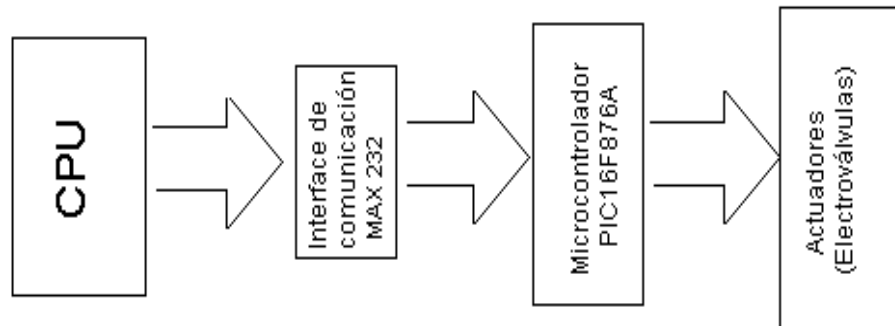 CPU
Interface de
comunicación
MAX 232
Microcontrolador
PIC16F876A
Actuadores
(Electroválvulas)